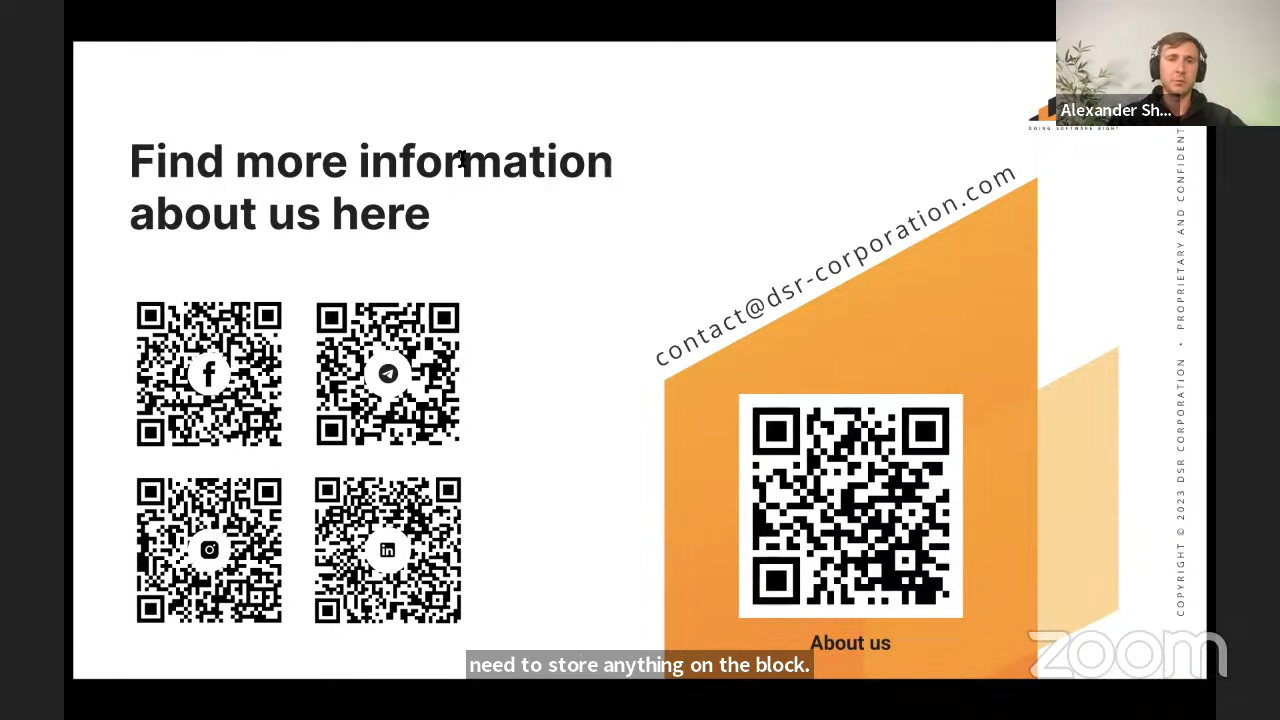 Find more information
about us here
Alexander Sh...
DOING SOFTWARE RIGHT
contact@dsr-corporation.com
COPYRIGHT © 2023 DSR CORPORATION • PROPRIETARY AND CONFIDENT
About us
need to store anything on the block.
zoom